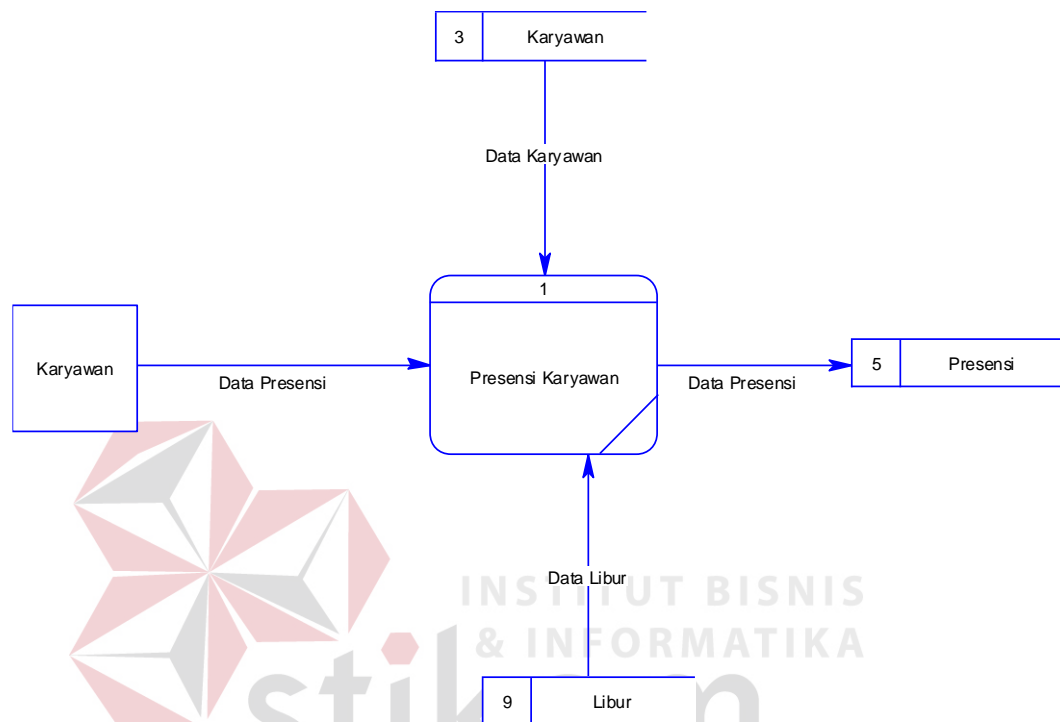 3 Karyawan
Data Karyawan
1
Karyawan
Data Presensi
Presensi Karyawan
Data Presensi
5 Presensi
Data Libur
INSTITUT BISNIS
& INFORMATIKA
stikom
9 Libur